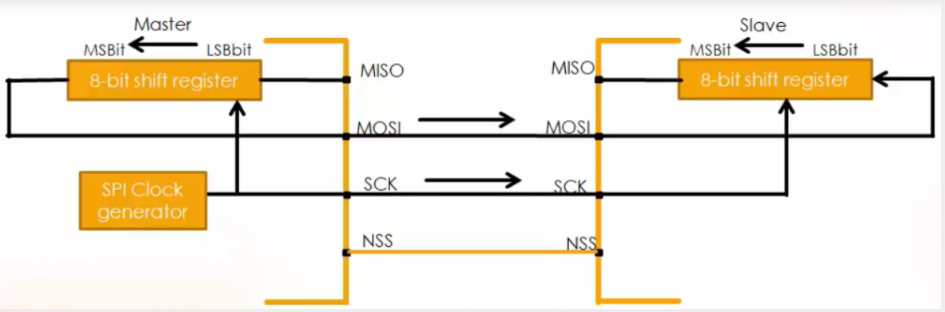 Master
MSBit LSBbit
8-bit shift register
MISO
MOSI
SPI Clock
generator
SCK
NSS
Slave
MSBit LSBbit
MISO
8-bit shift register
MOSI
SCK
NSS